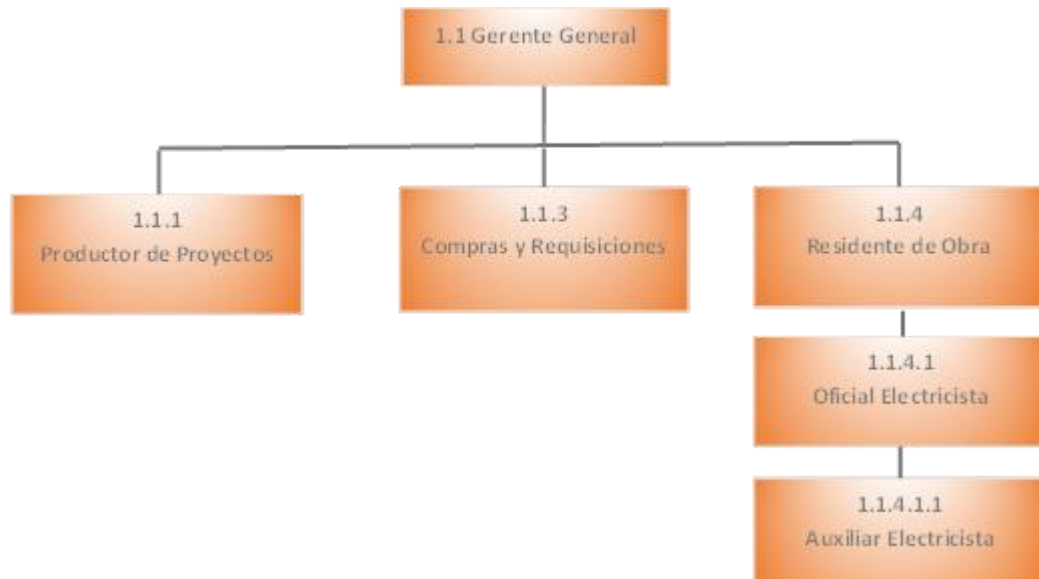 1.1 Gerente General
1.1.1
Productor de Proyectos
1.1.3
Compras y Requisiciones
1.1.4
Residente de Obra
1.1.4.1
Oficial Electricista
1.1.4.1.1
Auxiliar Electricista